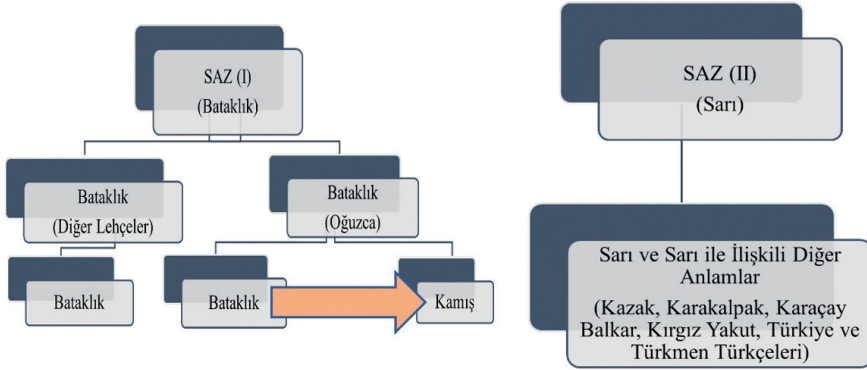 SAZ (I)
(Bataklık)
Bataklık
(Diğer Lehçeler)
Bataklık
(Oğuzca)
Bataklık
Bataklık
Kamış
SAZ (II)
(Sarı)
Sarı ve Sarı ile İlişkili Diğer
Anlamlar
(Kazak, Karakalpak, Karaçay
Balkar, Kırgız Yakut, Türkiye ve
Türkmen Türkçeleri)